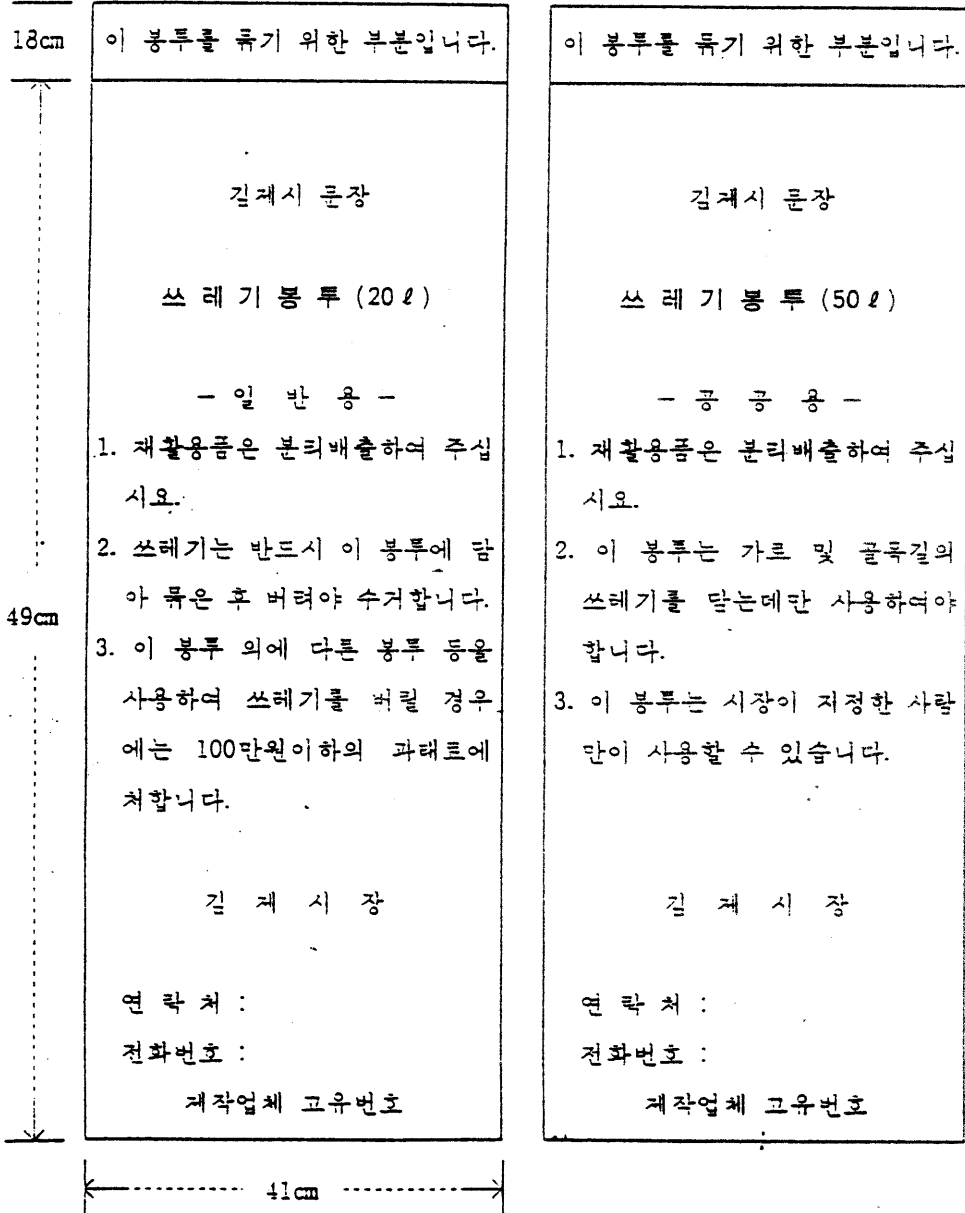 18cm
이 봉투를 묶기 위한 부분입니다.
김제시 문장
쓰 레 기 봉 투 (20ℓ)
- 일 반 용 -
1. 재활용품은 분리배출하여 주십
시요.
2. 쓰레기는 반드시 이 봉투에 담
아 묶은 후 버려야 수거합니다.
3. 이 봉투 외에 다른 봉투 등을
사용하여 쓰레기를 버릴 경우
에는 100만원이하의 과태료에
처합니다.
김 제 시 장
연 락 처 :
전화번호 :
제작업체 고유번호
49cm
41cm
이 봉투를 묶기 위한 부분입니다.
김제시 문장
쓰 레 기 봉 투 (50ℓ)
- 공 공 용 -
1. 재활용품은 분리배출하여 주십
시요.
2. 이 봉투는 가로 및 골목길의
쓰레기를 담는데만 사용하여야
합니다.
3. 이 봉투는 시장이 지정한 사람
만이 사용할 수 있습니다.
김 제 시 장
연 락 처 :
전화번호 :
제작업체 고유번호